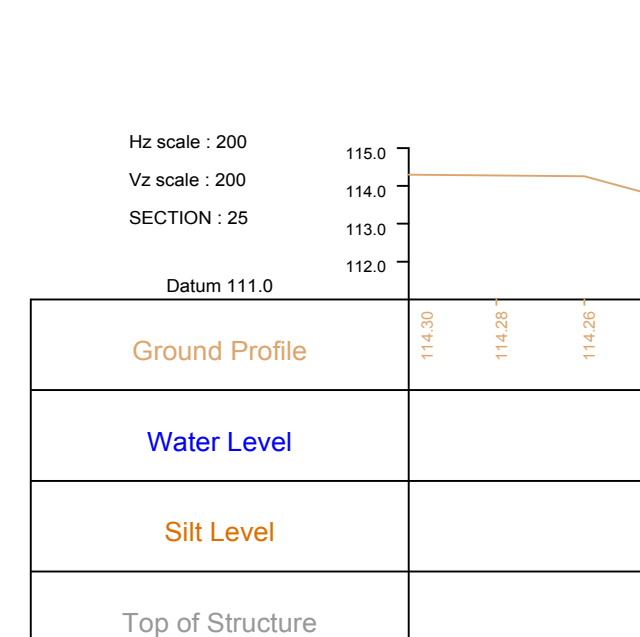 Hz scale : 200
Vz scale : 200
SECTION : 25
115.0
114.0
113.0
112.0
Datum 111.0
Ground Profile
114.30
114.28
114.26
Water Level
Silt Level
Top of Structure